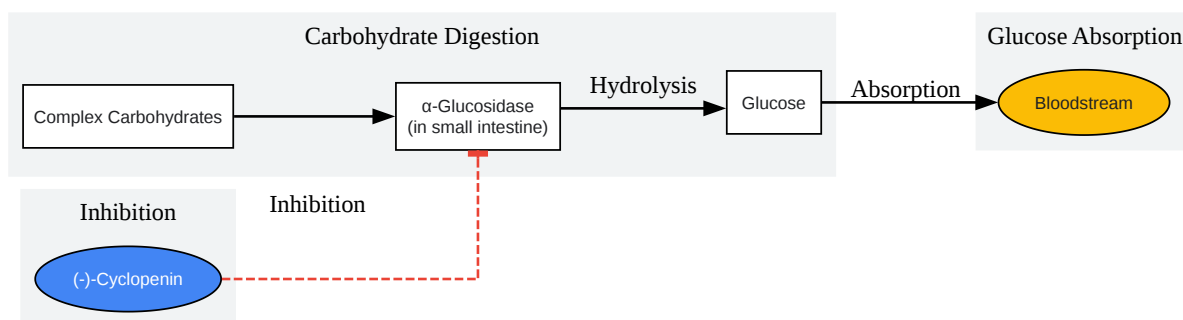 Carbohydrate Digestion
Glucose Absorption
Complex Carbohydrates
α-Glucosidase
(in small intestine)
Hydrolysis
Glucose
Absorption
Bloodstream
Inhibition
Inhibition
(-)-Cyclopenin